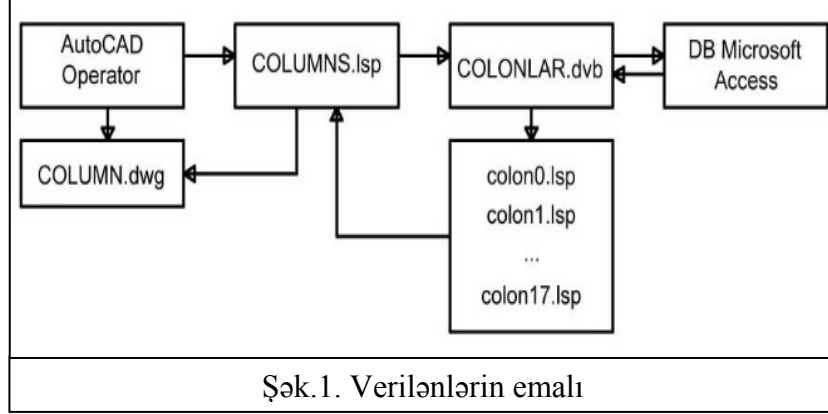 AutoCAD
Operator
COLUMNS.lsp
COLONLAR.dvb
DB Microsoft
Access
COLUMN.dwg
colon0.lsp
colon1.lsp
...
colon17.lsp
Şək.1. Verilənlərin emalı